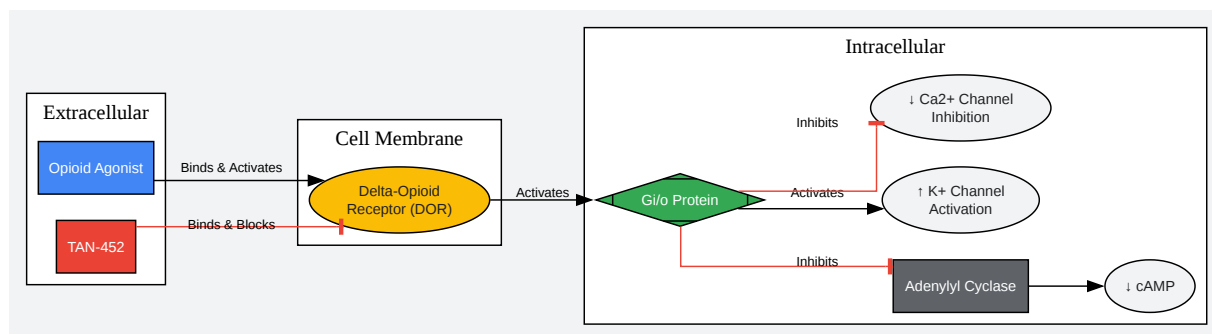 Extracellular
Opioid Agonist
TAN-452
Binds & Activates
Binds & Blocks
Cell Membrane
Delta-Opioid
Receptor (DOR)
Activates
Intracellular
Gi/o Protein
Inhibits
↓ Ca2+ Channel
Inhibition
Activates
↑ K+ Channel
Activation
Inhibits
Adenylyl Cyclase
↓ cAMP